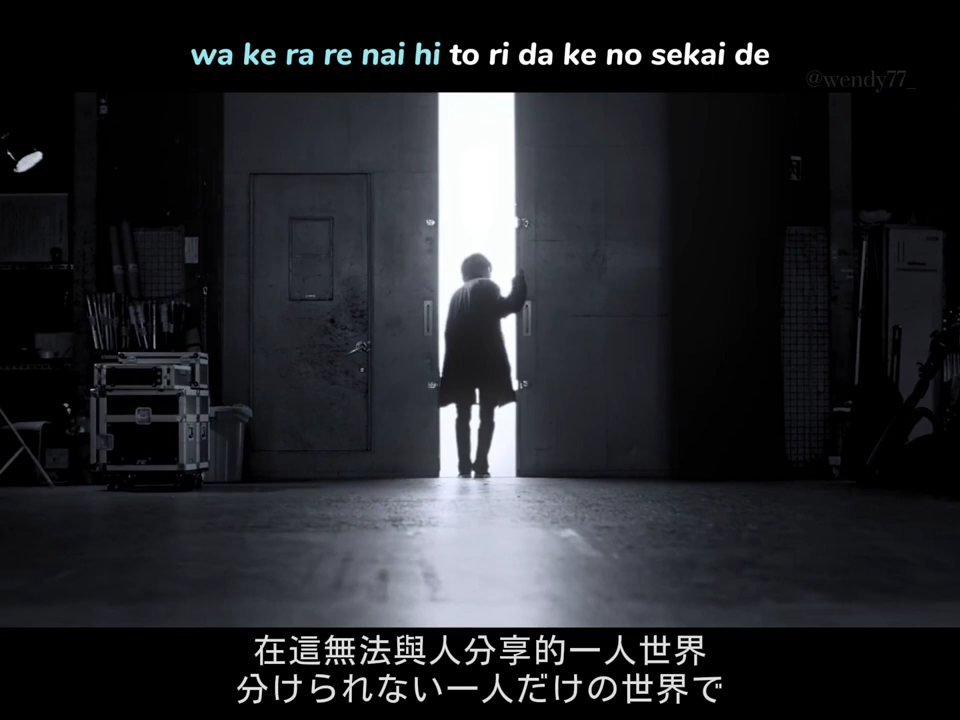 wa ke ra re nai hi to ri da ke no sekai de
@wendy77_
在這無法與人分享的一人世界
分けられない一人だけの世界で